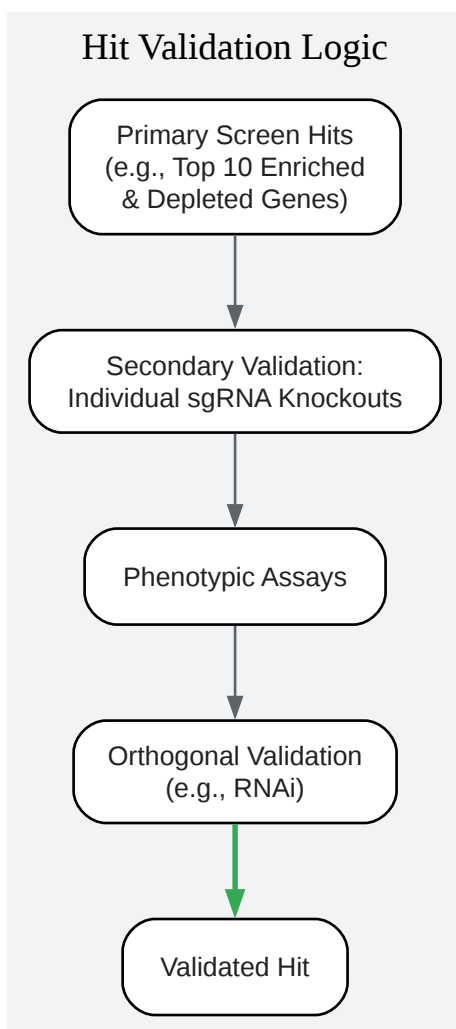 Hit Validation Logic
Primary Screen Hits
(e.g., Top 10 Enriched
& Depleted Genes)
Secondary Validation:
Individual sgRNA Knockouts
Phenotypic Assays
Orthogonal Validation
(e.g., RNAi)
Validated Hit